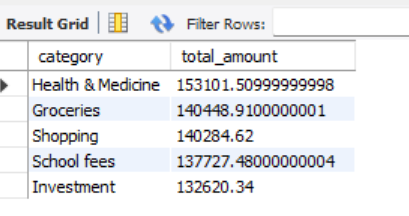 Result Grid Filter Rows:
category total_amount
Health & Medicine 153101.50999999998
Groceries 140448.9100000001
Shopping 140284.62
School fees 137727.48000000004
Investment 132620.34